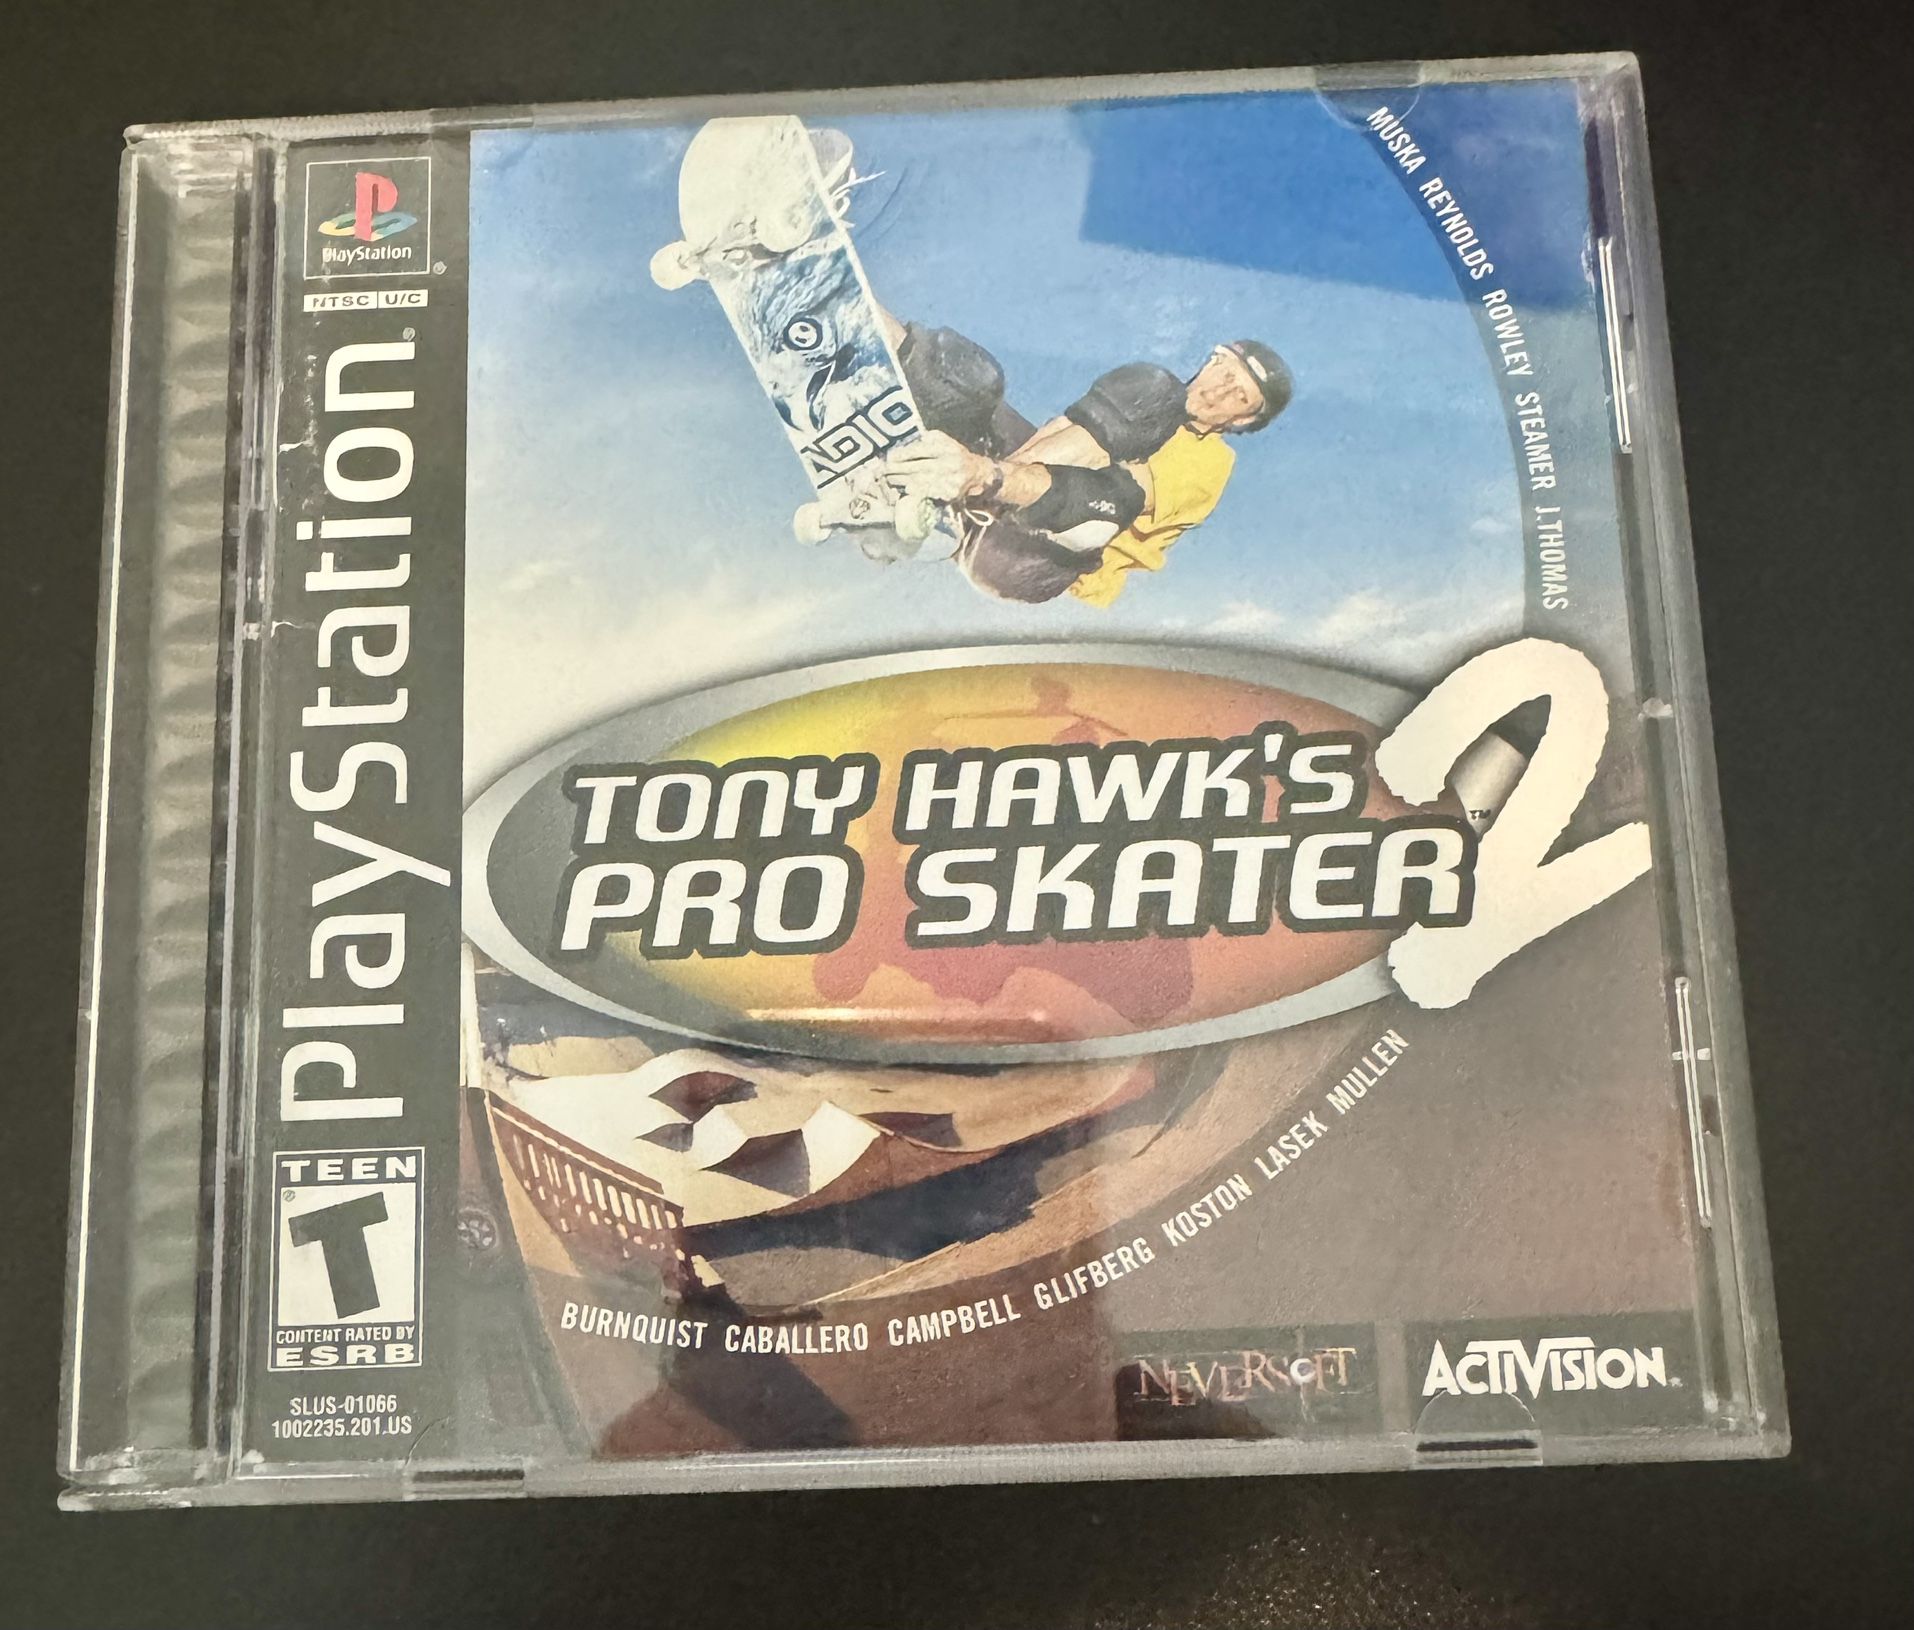 PlayStation
NTSC U/C
PlayStation
TEEN
T
CONTENT RATED BY
ESRB
SLUS-01066
1002235.201.US
ADIO
MUSKA REYNOLDS ROWLEY STEAMER J.THOMAS
TONY HAWK'S
PRO SKATER 2
TM
BURNQUIST CABALLERO CAMPBELL GLIFBERG KOSTON LASEK MULLEN
NEVERSOFT
ACTIVISION